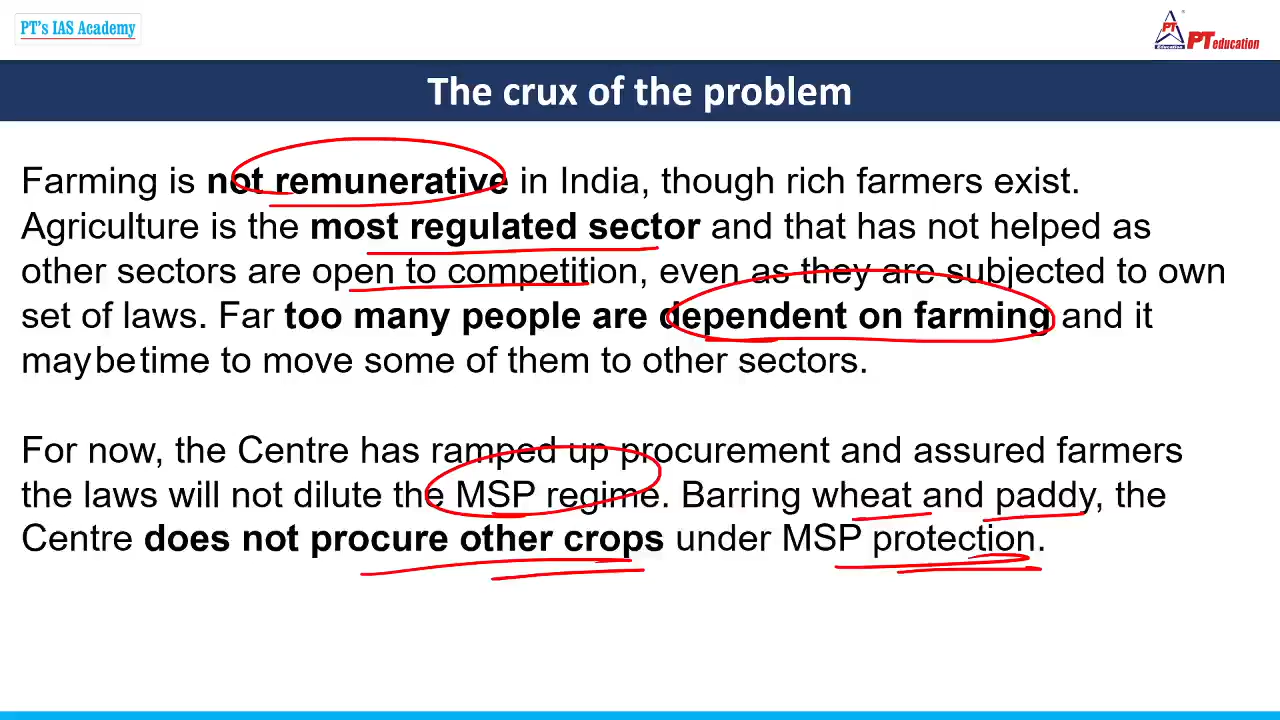 PT's IAS Academy
PT
Education
PT education
The crux of the problem
Farming is not remunerative in India, though rich farmers exist.
Agriculture is the most regulated sector and that has not helped as
other sectors are open to competition, even as they are subjected to own
set of laws. Far too many people are dependent on farming and it
may be time to move some of them to other sectors.
For now, the Centre has ramped up procurement and assured farmers
the laws will not dilute the MSP regime. Barring wheat and paddy, the
Centre does not procure other crops under MSP protection.